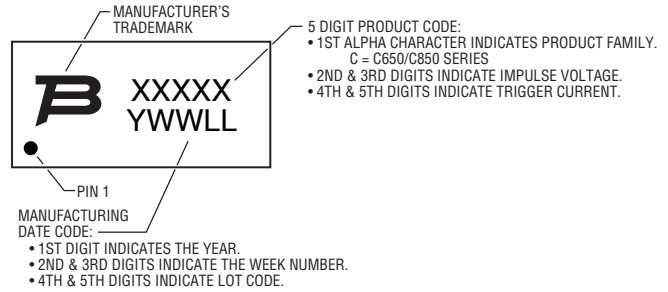 MANUFACTURER'S
TRADEMARK
5 DIGIT PRODUCT CODE:
• 1ST ALPHA CHARACTER INDICATES PRODUCT FAMILY.
C = C650/C850 SERIES
• 2ND & 3RD DIGITS INDICATE IMPULSE VOLTAGE.
• 4TH & 5TH DIGITS INDICATE TRIGGER CURRENT.
B
XXXXX
YWWLL
PIN 1
MANUFACTURING
DATE CODE:
• 1ST DIGIT INDICATES THE YEAR.
• 2ND & 3RD DIGITS INDICATE THE WEEK NUMBER.
• 4TH & 5TH DIGITS INDICATE LOT CODE.